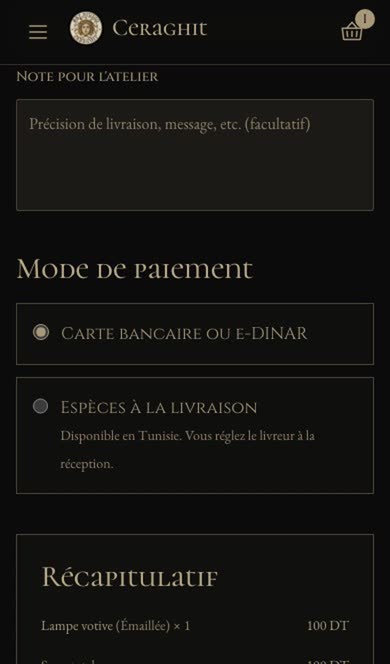 Ceraghit
1
Note pour l'atelier
Précision de livraison, message, etc. (facultatif)
Mode de paiement
Carte bancaire ou e-DINAR
Espèces à la livraison
Disponible en Tunisie. Vous réglez le livreur à la
réception.
Récapitulatif
Lampe votive (Émaillée) × 1 100 DT